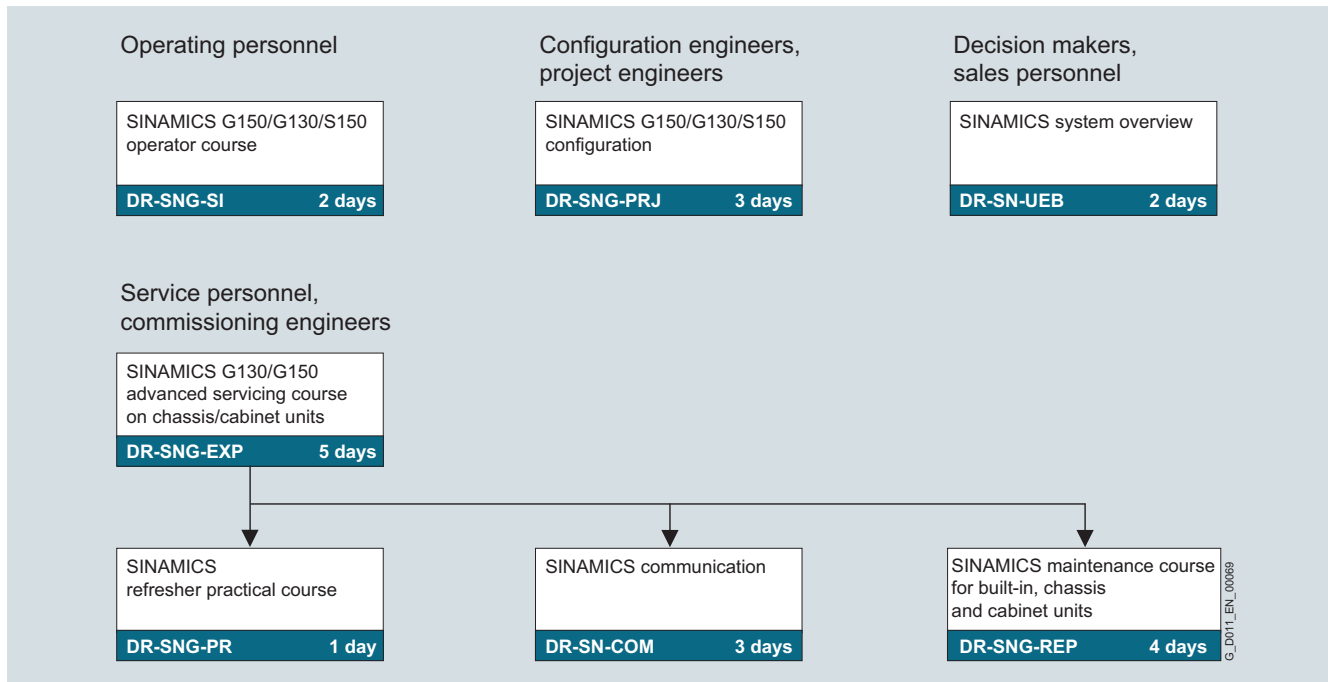 Operating personnel
SINAMICS G150/G130/S150
operator course
DR-SNG-SI 2 days
Configuration engineers,
project engineers
SINAMICS G150/G130/S150
configuration
DR-SNG-PRJ 3 days
Decision makers,
sales personnel
SINAMICS system overview
DR-SN-UEB 2 days
Service personnel,
commissioning engineers
SINAMICS G130/G150
advanced servicing course
on chassis/cabinet units
DR-SNG-EXP 5 days
SINAMICS
refresher practical course
DR-SNG-PR 1 day
SINAMICS communication
DR-SN-COM 3 days
SINAMICS maintenance course
for built-in, chassis
and cabinet units
DR-SNG-REP 4 days
G_D011_EN_00069